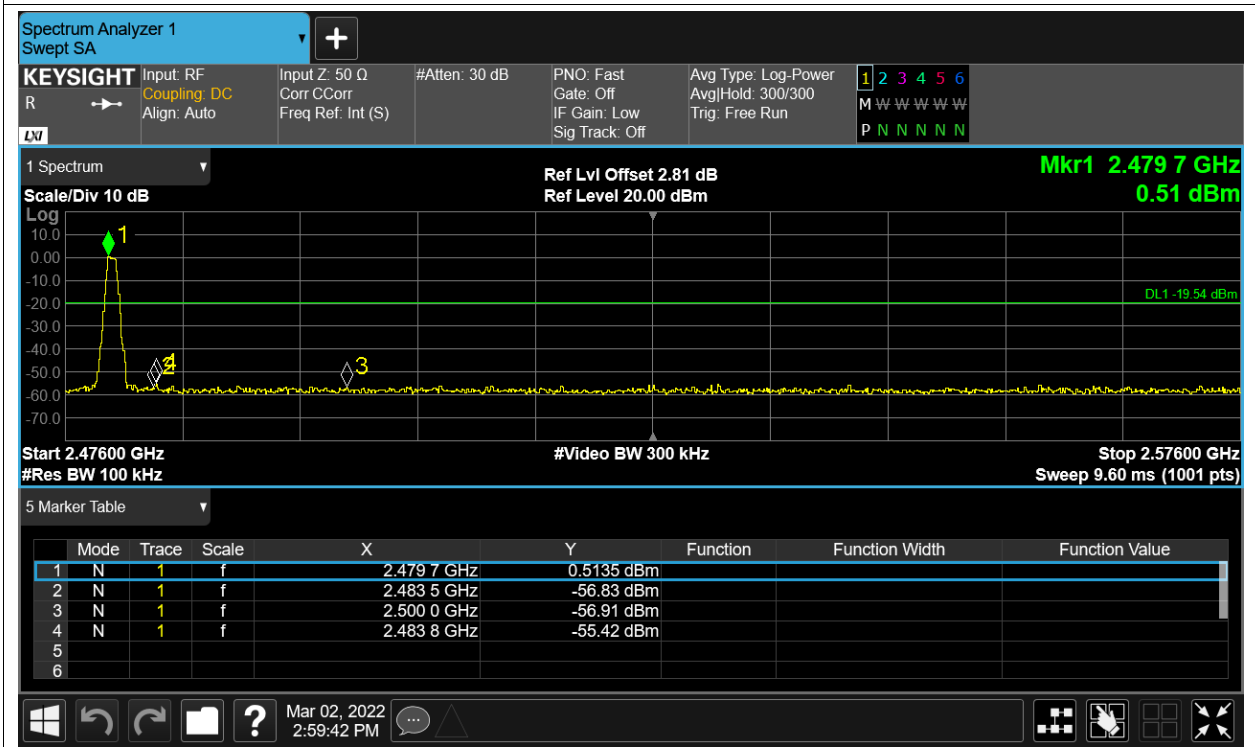 Spectrum Analyzer 1
Swept SA
+
KEYSIGHT Input: RF Input Z: 50 Ω #Atten: 30 dB PNO: Fast Avg Type: Log-Power 1 2 3 4 5 6
R Coupling: DC Corr CCorr Gate: Off Avg|Hold: 300/300 M W W W W W
Align: Auto Freq Ref: Int (S) IF Gain: Low Trig: Free Run
LXI Sig Track: Off P N N N N N
1 Spectrum Ref Lvl Offset 2.81 dB Mkr1 2.479 7 GHz
Scale/Div 10 dB Ref Level 20.00 dBm 0.51 dBm
Log
10.0 1
0.00
-10.0
-20.0 DL1 -19.54 dBm
-30.0
-40.0
-50.0 2 4 3
-60.0
-70.0
Start 2.47600 GHz #Video BW 300 kHz Stop 2.57600 GHz
#Res BW 100 kHz Sweep 9.60 ms (1001 pts)
5 Marker Table
Mode Trace Scale X Y Function Function Width Function Value
1 N 1 f 2.479 7 GHz 0.5135 dBm
2 N 1 f 2.483 5 GHz -56.83 dBm
3 N 1 f 2.500 0 GHz -56.91 dBm
4 N 1 f 2.483 8 GHz -55.42 dBm
5
6
? Mar 02, 2022
2:59:42 PM